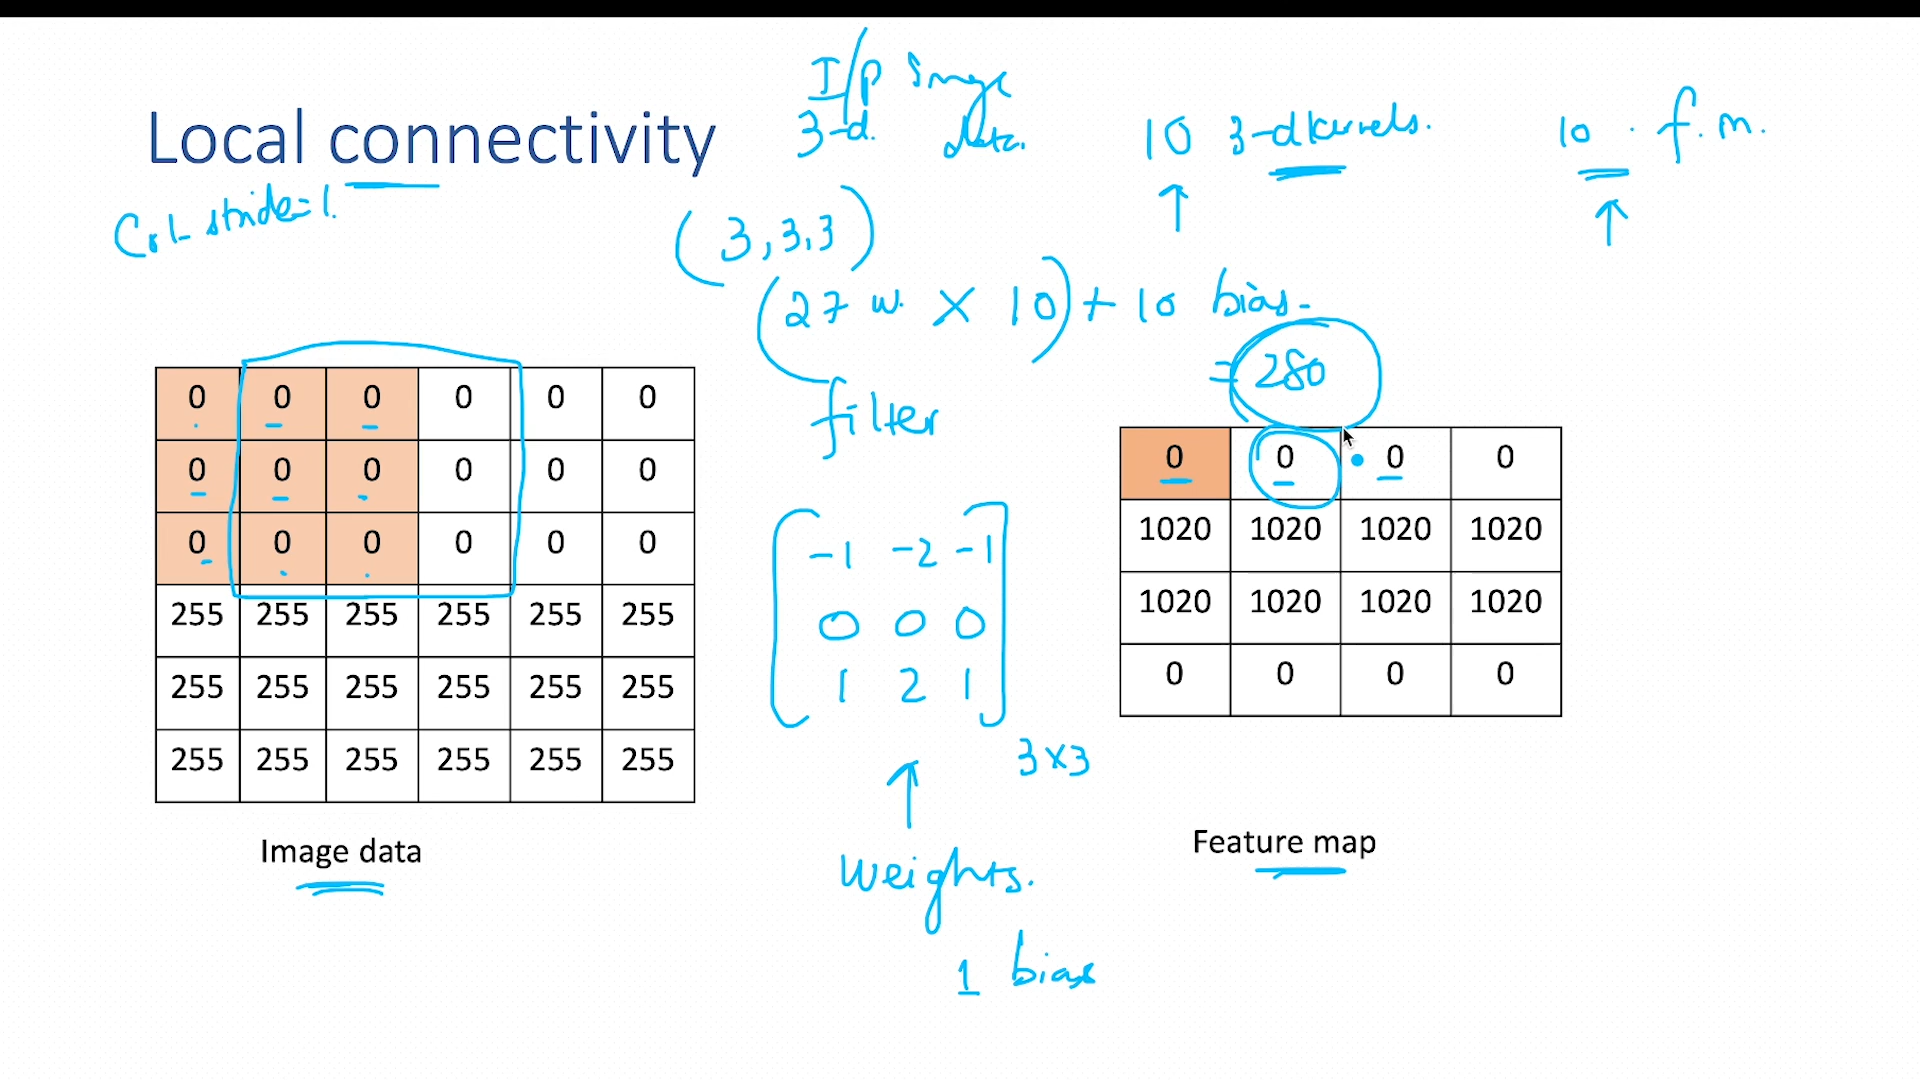 I/P Image
3-d. data.
10 3-d kernels.
10 . f.m.
Local connectivity
Col stride=1.
(3,3,3)
(27 w. × 10) + 10 bias.
= 280
filter
0 0 0 0 0 0
0 0 0 0 0 0
0 0 0 0 0 0
255 255 255 255 255 255
255 255 255 255 255 255
255 255 255 255 255 255
Image data
-1 -2 -1
0 0 0
1 2 1
3×3
weights.
1 bias
0 0 0 0
1020 1020 1020 1020
1020 1020 1020 1020
0 0 0 0
Feature map